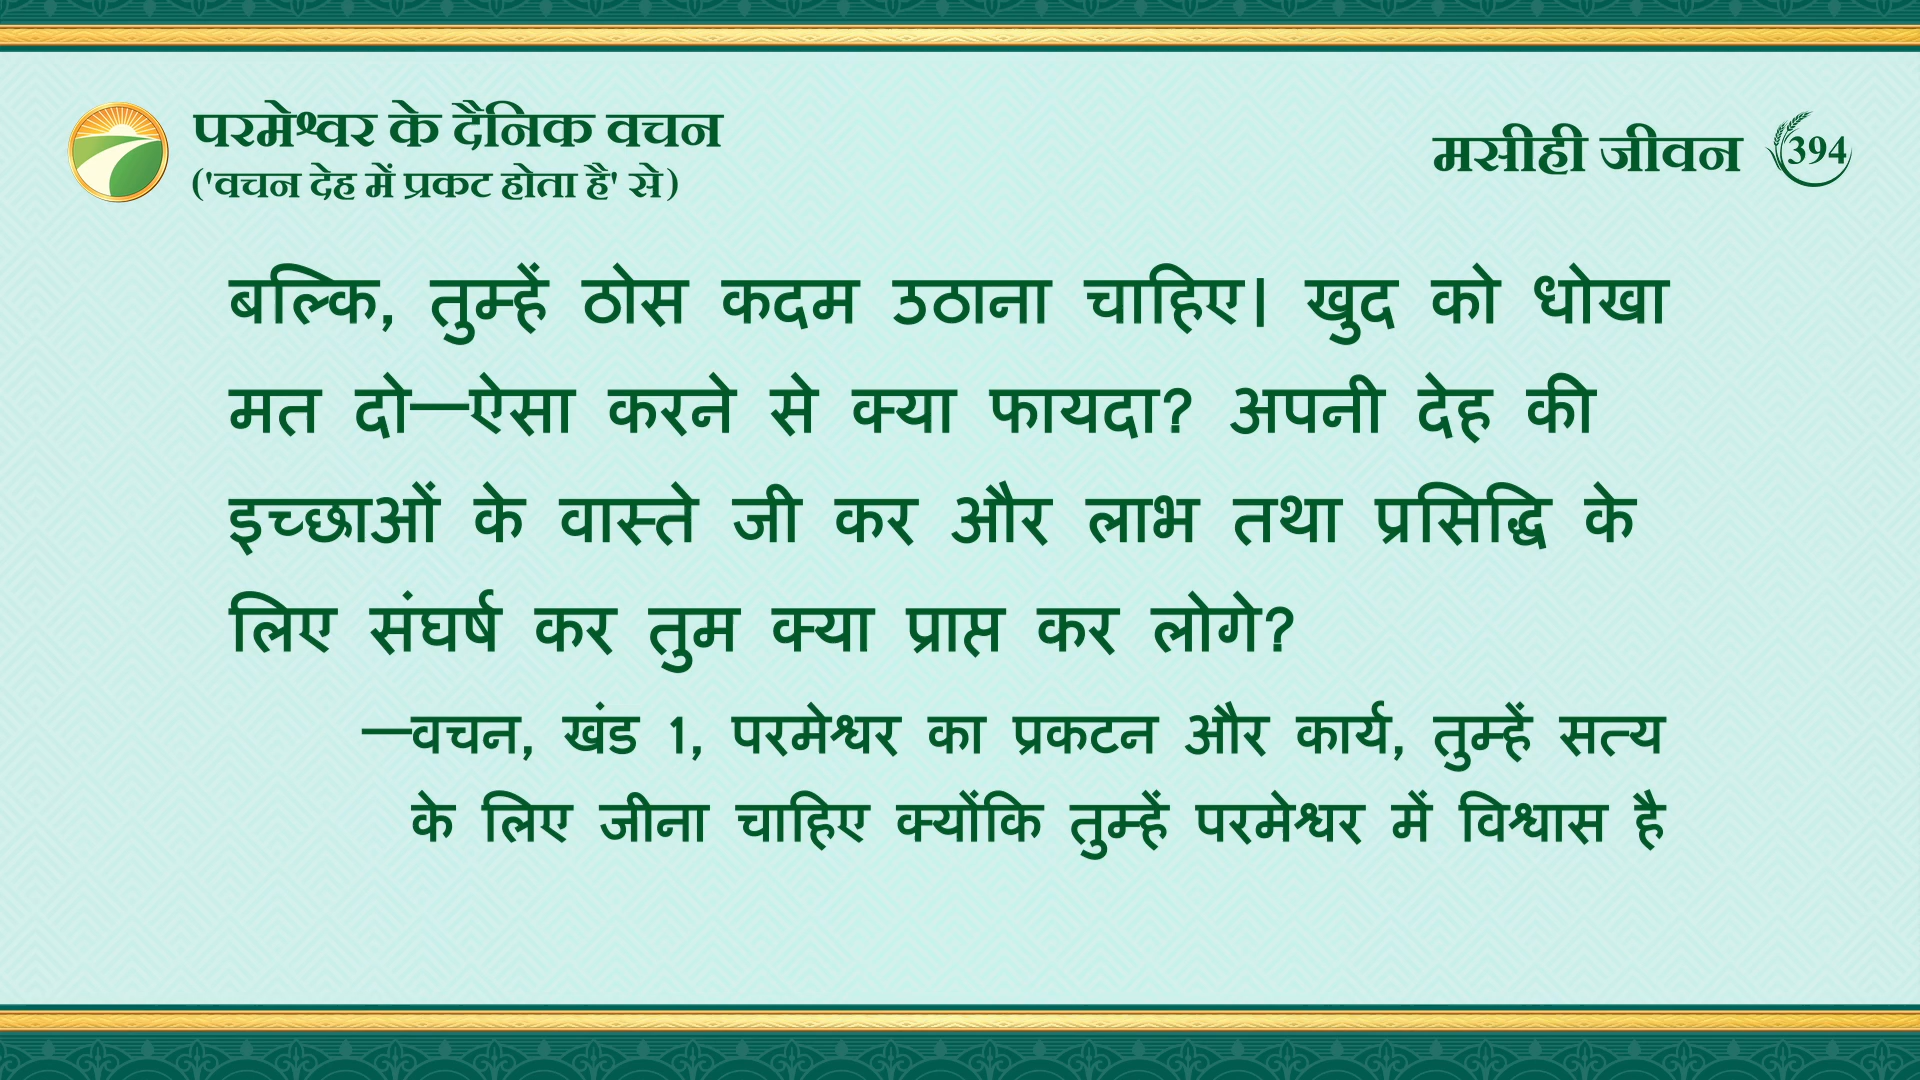 परमेश्वर के दैनिक वचन
('वचन देह में प्रकट होता है' से)
मसीही जीवन 394
बल्कि, तुम्हें ठोस कदम उठाना चाहिए। खुद को धोखा
मत दो—ऐसा करने से क्या फायदा? अपनी देह की
इच्छाओं के वास्ते जी कर और लाभ तथा प्रसिद्धि के
लिए संघर्ष कर तुम क्या प्राप्त कर लोगे?
—वचन, खंड 1, परमेश्वर का प्रकटन और कार्य, तुम्हें सत्य
के लिए जीना चाहिए क्योंकि तुम्हें परमेश्वर में विश्वास है